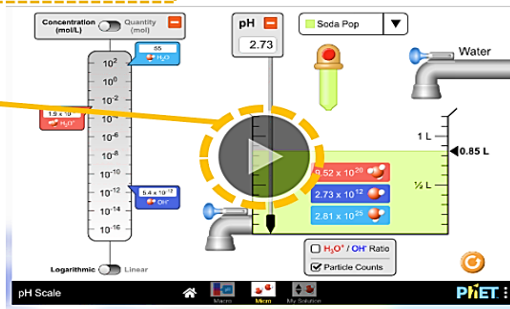 Concentration
(mol/L)
Quantity
(mol)
pH
2.73
Soda Pop
Water
55
H₂O
10²
10⁰
10⁻²
10⁻⁴
10⁻⁶
10⁻⁸
10⁻¹⁰
10⁻¹²
10⁻¹⁴
10⁻¹⁶
H₃O⁺
5.4 x 10⁻¹²
OH⁻
1 L
0.85 L
½ L
9.52 x 10²⁰
2.73 x 10¹²
2.81 x 10²⁵
H₃O⁺ / OH⁻ Ratio
Particle Counts
Logarithmic
Linear
pH Scale
Macro
Micro
My Solution
PhET